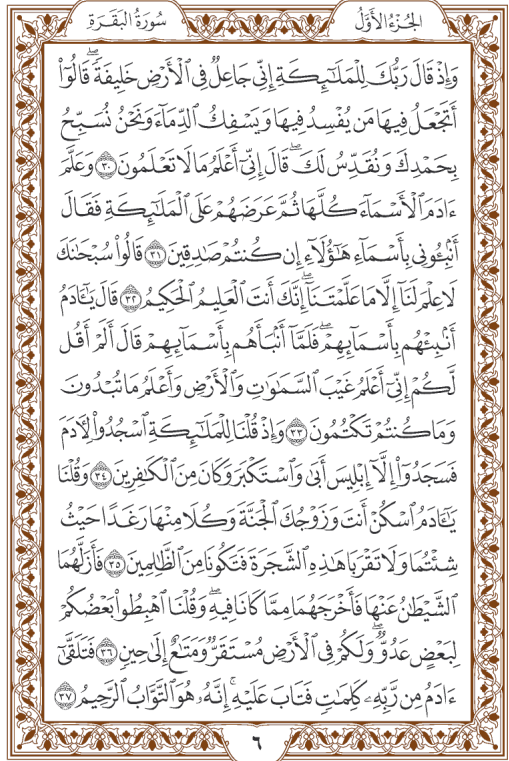 الجُزْءُ الأَوَّلُ
سُورَةُ البَقَرَةِ
وَإِذْ قَالَ رَبُّكَ لِلْمَلَٰٓئِكَةِ إِنِّي جَاعِلٌ فِي ٱلْأَرْضِ خَلِيفَةًۖ قَالُوٓا۟
أَتَجْعَلُ فِيهَا مَن يُفْسِدُ فِيهَا وَيَسْفِكُ ٱلدِّمَآءَ وَنَحْنُ نُسَبِّحُ
بِحَمْدِكَ وَنُقَدِّسُ لَكَۖ قَالَ إِنِّيٓ أَعْلَمُ مَا لَا تَعْلَمُونَ ٣٠ وَعَلَّمَ
ءَادَمَ ٱلْأَسْمَآءَ كُلَّهَا ثُمَّ عَرَضَهُمْ عَلَى ٱلْمَلَٰٓئِكَةِ فَقَالَ
أَنۢبِـُٔونِي بِأَسْمَآءِ هَٰٓؤُلَآءِ إِن كُنتُمْ صَٰدِقِينَ ٣١ قَالُوا۟ سُبْحَٰنَكَ
لَا عِلْمَ لَنَآ إِلَّا مَا عَلَّمْتَنَآۖ إِنَّكَ أَنتَ ٱلْعَلِيمُ ٱلْحَكِيمُ ٣٢ قَالَ يَٰٓـَٔادَمُ
أَنۢبِئْهُم بِأَسْمَآئِهِمْۖ فَلَمَّآ أَنۢبَأَهُم بِأَسْمَآئِهِمْ قَالَ أَلَمْ أَقُل
لَّكُمْ إِنِّيٓ أَعْلَمُ غَيْبَ ٱلسَّمَٰوَٰتِ وَٱلْأَرْضِ وَأَعْلَمُ مَا تُبْدُونَ
وَمَا كُنتُمْ تَكْتُمُونَ ٣٣ وَإِذْ قُلْنَا لِلْمَلَٰٓئِكَةِ ٱسْجُدُوا۟ لِـَٔادَمَ
فَسَجَدُوٓا۟ إِلَّآ إِبْلِيسَ أَبَىٰ وَٱسْتَكْبَرَ وَكَانَ مِنَ ٱلْكَٰفِرِينَ ٣٤ وَقُلْنَا
يَٰٓـَٔادَمُ ٱسْكُنْ أَنتَ وَزَوْجُكَ ٱلْجَنَّةَ وَكُلَا مِنْهَا رَغَدًا حَيْثُ
شِئْتُمَا وَلَا تَقْرَبَا هَٰذِهِ ٱلشَّجَرَةَ فَتَكُونَا مِنَ ٱلظَّٰلِمِينَ ٣٥ فَأَزَلَّهُمَا
ٱلشَّيْطَٰنُ عَنْهَا فَأَخْرَجَهُمَا مِمَّا كَانَا فِيهِۖ وَقُلْنَا ٱهْبِطُوا۟ بَعْضُكُمْ
لِبَعْضٍ عَدُوٌّۖ وَلَكُمْ فِي ٱلْأَرْضِ مُسْتَقَرٌّ وَمَتَٰعٌ إِلَىٰ حِينٍ ٣٦ فَتَلَقَّىٰٓ
ءَادَمُ مِن رَّبِّهِۦ كَلِمَٰتٍ فَتَابَ عَلَيْهِۚ إِنَّهُۥ هُوَ ٱلتَّوَّابُ ٱلرَّحِيمُ ٣٧
٦